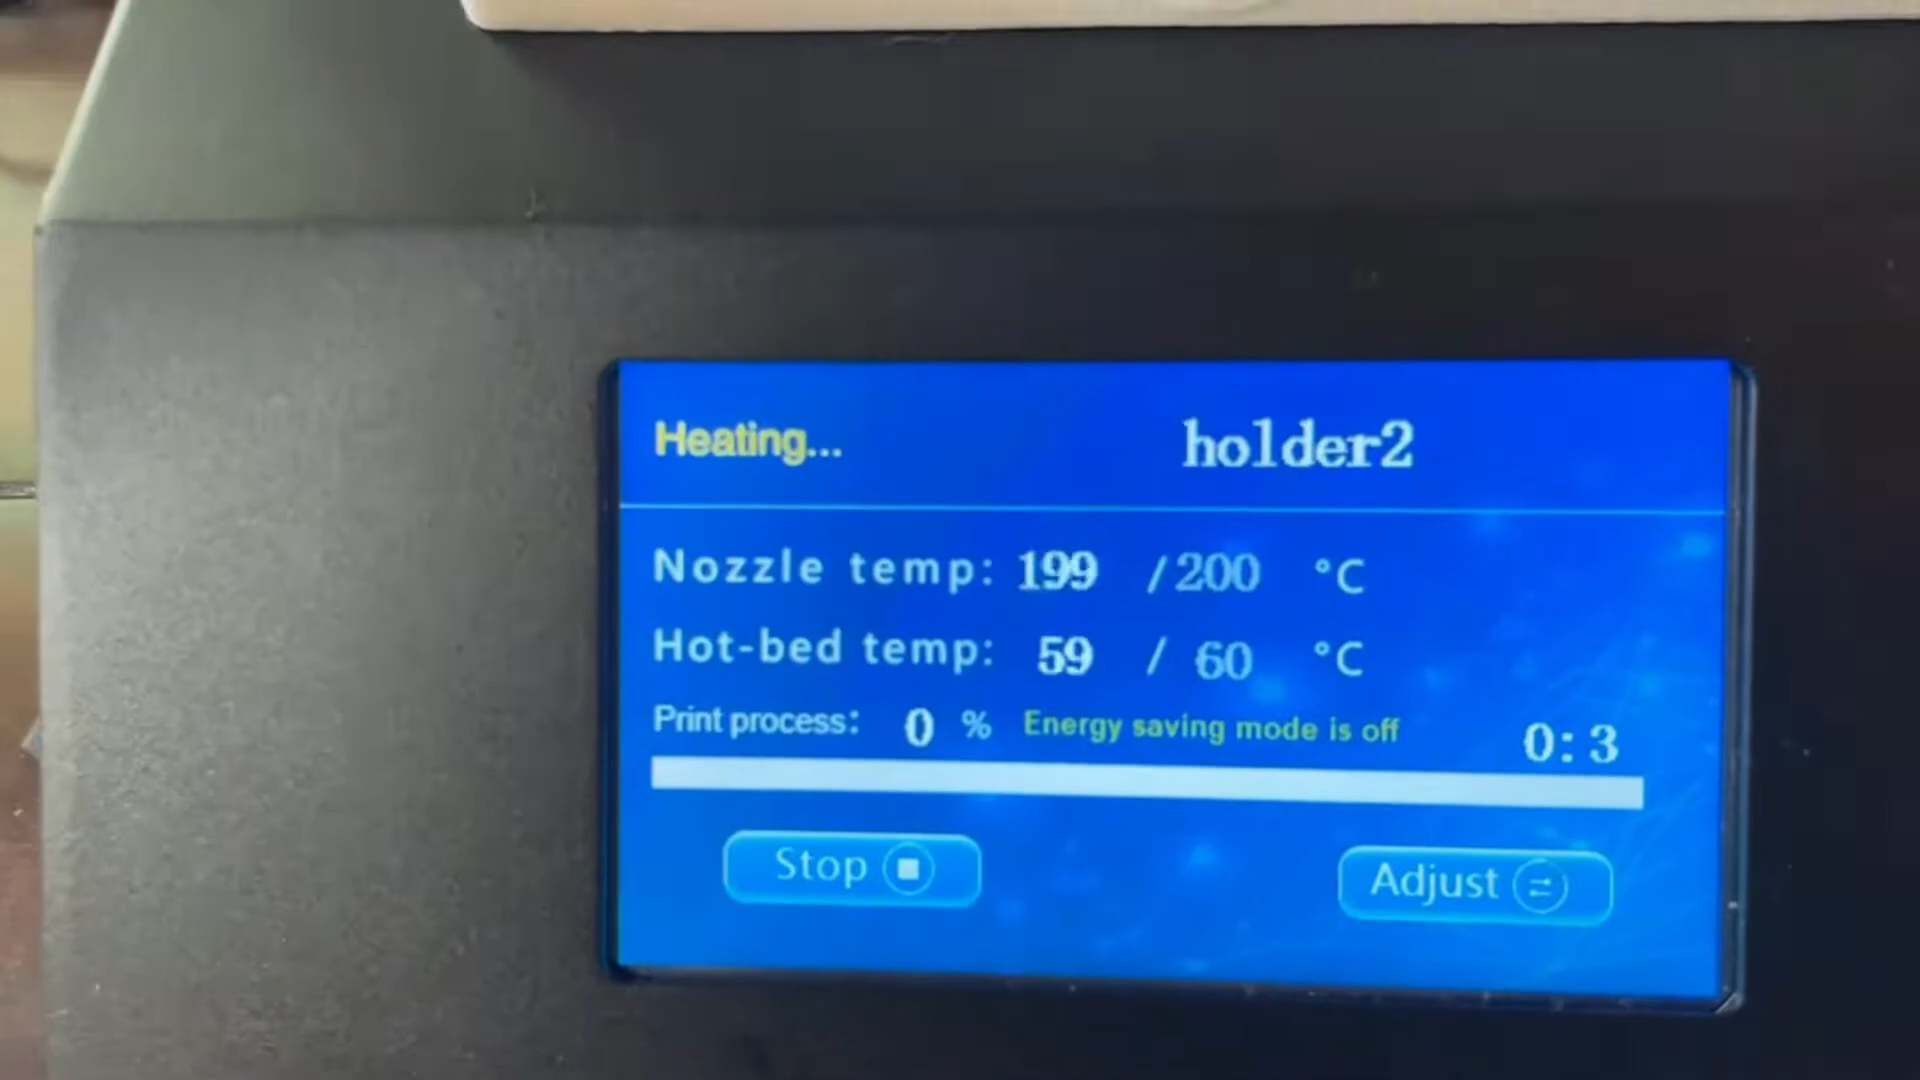 Heating... holder2
Nozzle temp: 199 / 200 °C
Hot-bed temp: 59 / 60 °C
Print process: 0 % Energy saving mode is off 0:3
Stop Adjust